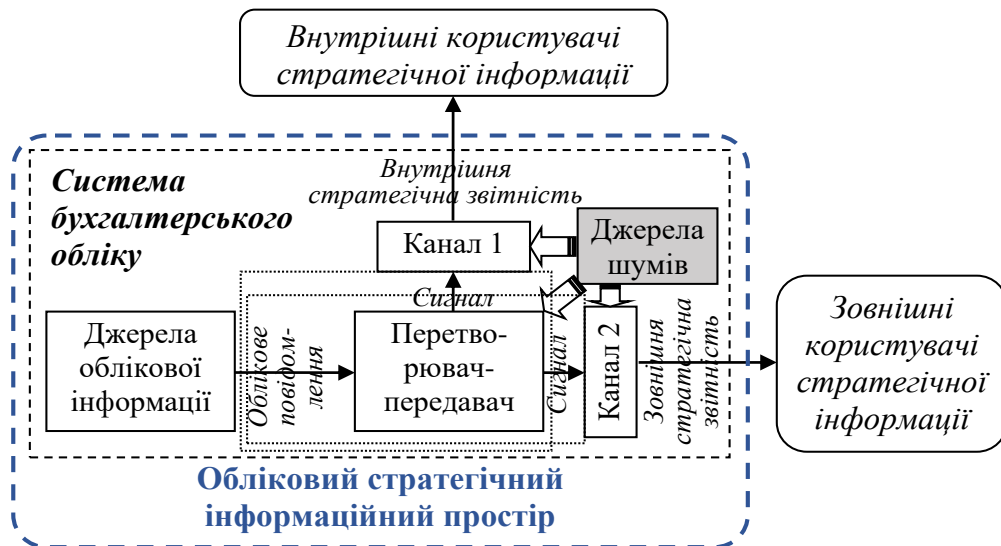 Внутрішні користувачі
стратегічної інформації
Внутрішня
стратегічна звітність
Система
бухгалтерського
обліку
Канал 1
Джерела
шумів
Сигнал
Джерела
облікової
інформації
Облікове
повідом-
лення
Перетво-
рювач-
передавач
Сигнал
Канал 2
Зовнішня
стратегічна
звітність
Зовнішні
користувачі
стратегічної
інформації
Обліковий стратегічний
інформаційний простір